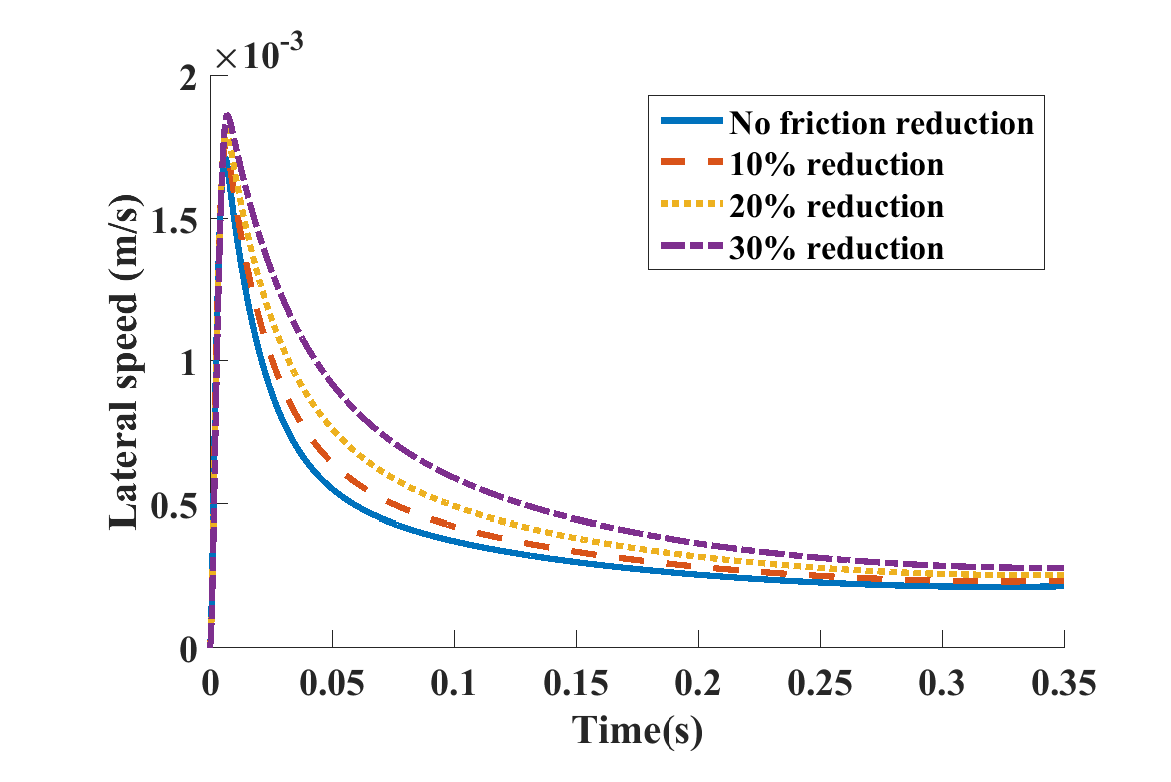 ×10-3
2
1.5
1
0.5
0
Lateral speed (m/s)
0 0.05 0.1 0.15 0.2 0.25 0.3 0.35
Time(s)
No friction reduction
10% reduction
20% reduction
30% reduction